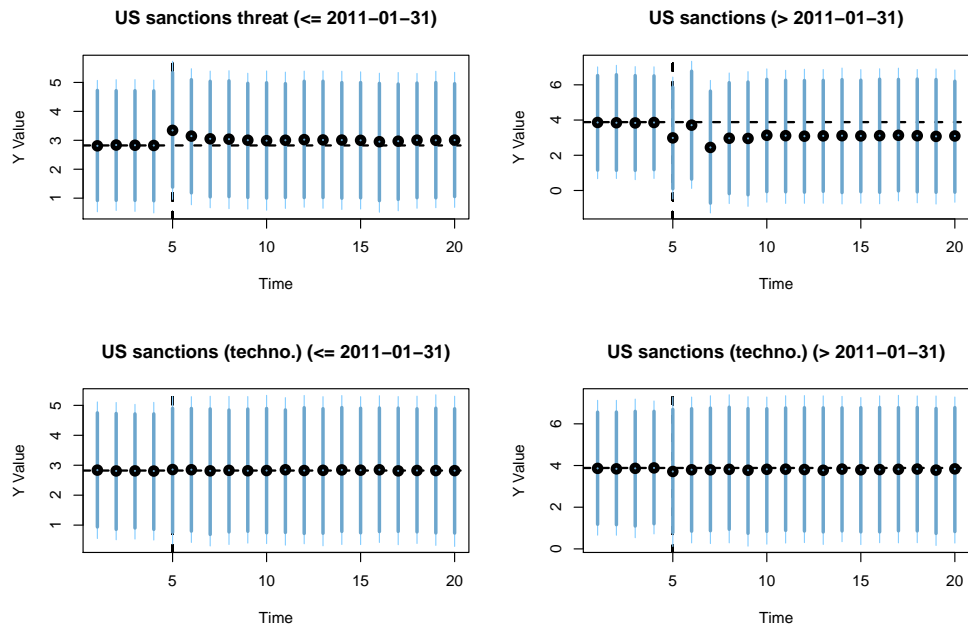 US sanctions threat (<= 2011−01−31)
Y Value
5
4
3
2
1
5
10
15
20
Time
US sanctions (> 2011−01−31)
Y Value
6
4
2
0
5
10
15
20
Time
US sanctions (techno.) (<= 2011−01−31)
Y Value
5
4
3
2
1
5
10
15
20
Time
US sanctions (techno.) (> 2011−01−31)
Y Value
6
4
2
0
5
10
15
20
Time